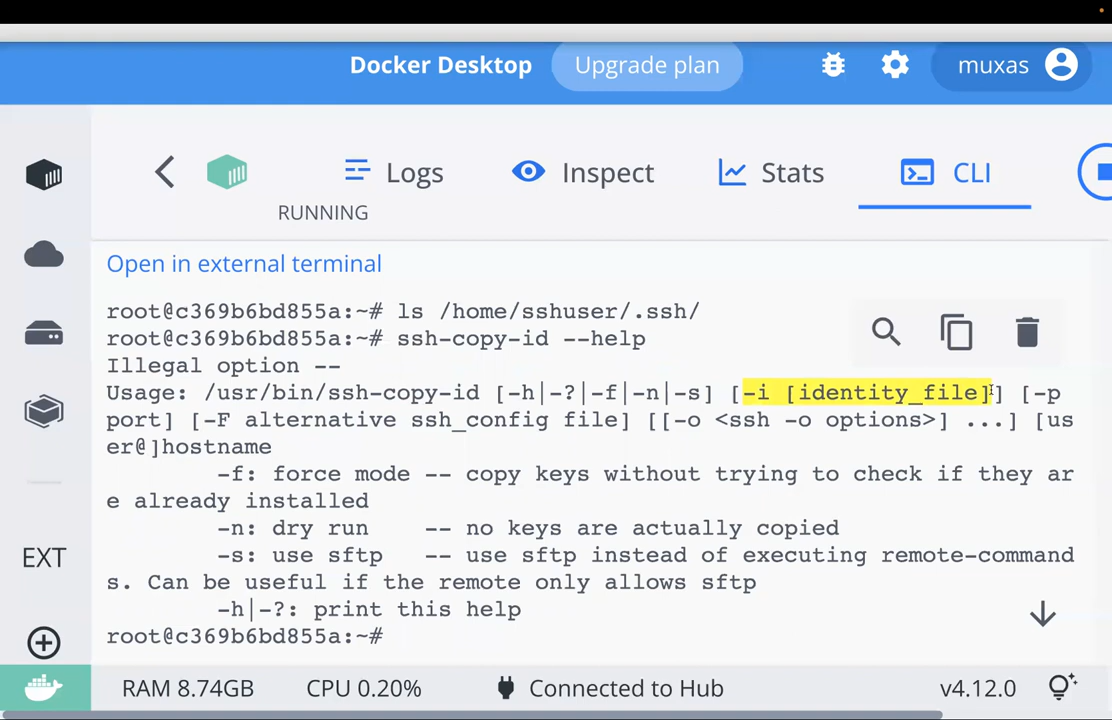 Docker Desktop Upgrade plan muxas
Logs Inspect Stats CLI
RUNNING
Open in external terminal
root@c369b6bd855a:~# ls /home/sshuser/.ssh/
root@c369b6bd855a:~# ssh-copy-id --help
Illegal option --
Usage: /usr/bin/ssh-copy-id [-h|-?|-f|-n|-s] [-i [identity_file]] [-p
port] [-F alternative ssh_config file] [[-o <ssh -o options>] ...] [us
er@]hostname
-f: force mode -- copy keys without trying to check if they ar
e already installed
-n: dry run    -- no keys are actually copied
-s: use sftp   -- use sftp instead of executing remote-command
s. Can be useful if the remote only allows sftp
-h|-?: print this help
root@c369b6bd855a:~#
EXT
RAM 8.74GB CPU 0.20% Connected to Hub v4.12.0